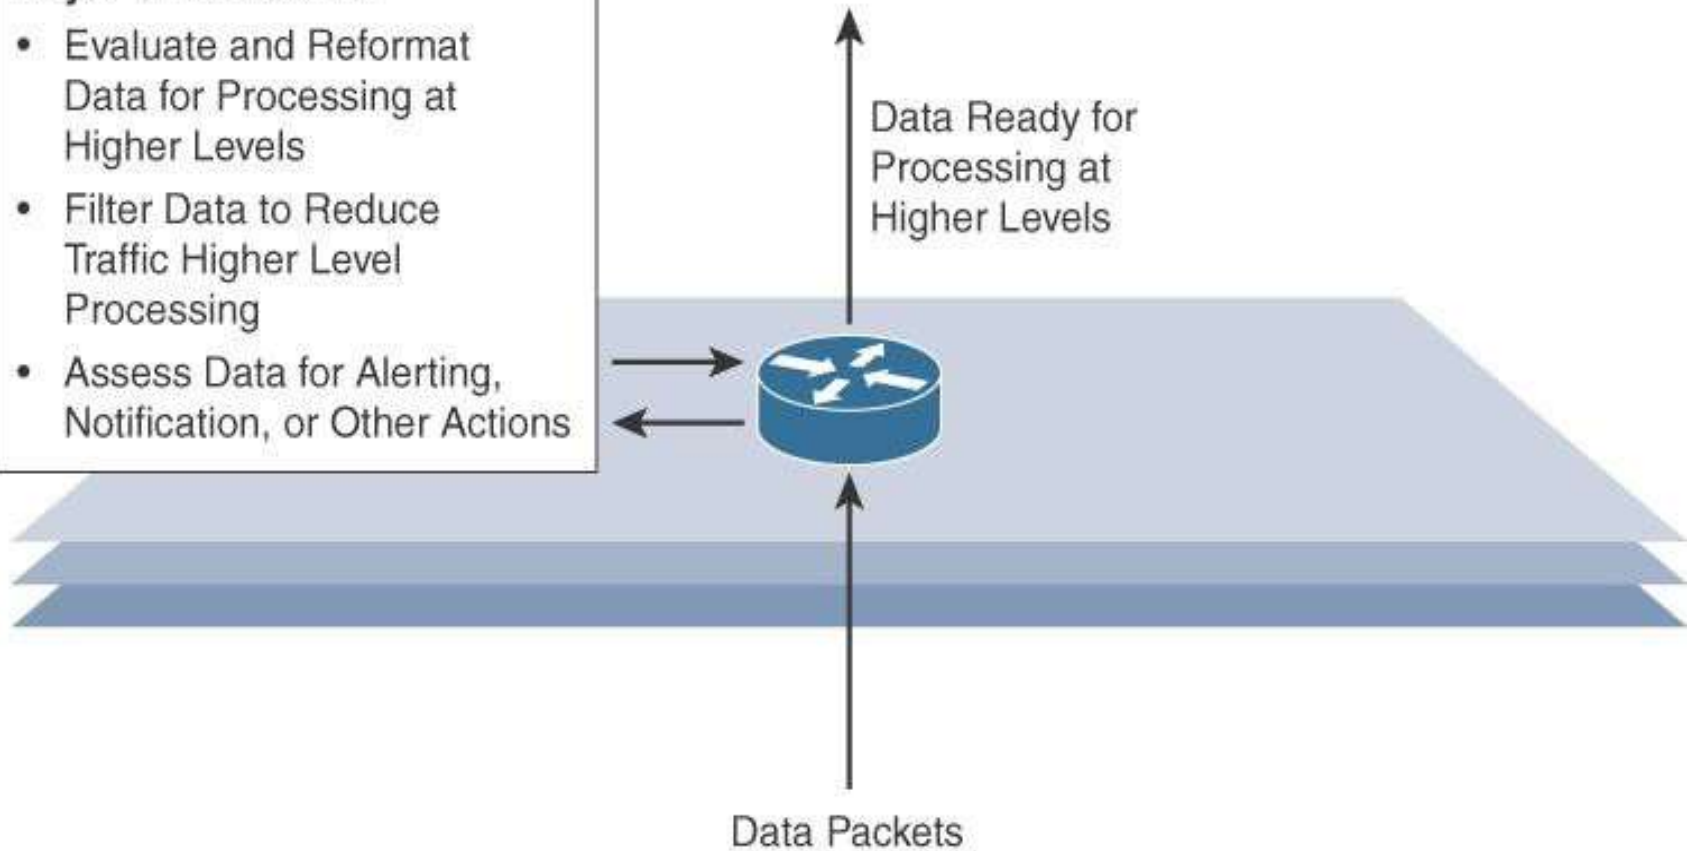 • Evaluate and Reformat
Data for Processing at
Higher Levels
• Filter Data to Reduce
Traffic Higher Level
Processing
• Assess Data for Alerting,
Notification, or Other Actions
Data Ready for
Processing at
Higher Levels
Data Packets